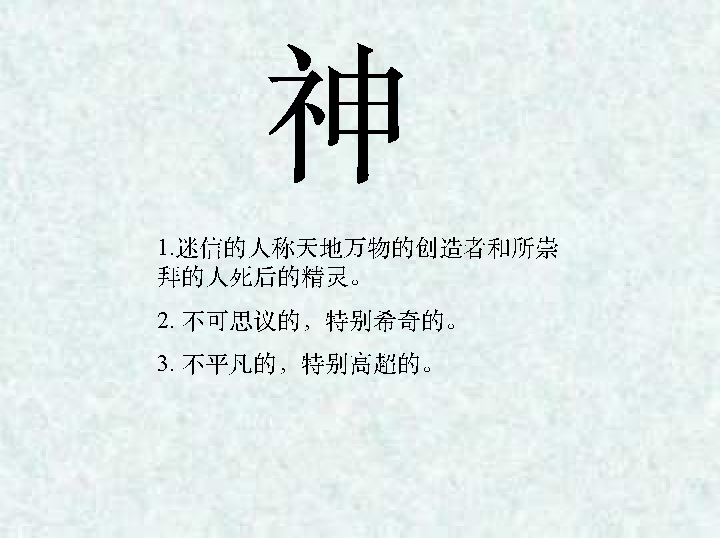 神
1.迷信的人称天地万物的创造者和所崇
拜的人死后的精灵。
2. 不可思议的，特别希奇的。
3. 不平凡的，特别高超的。